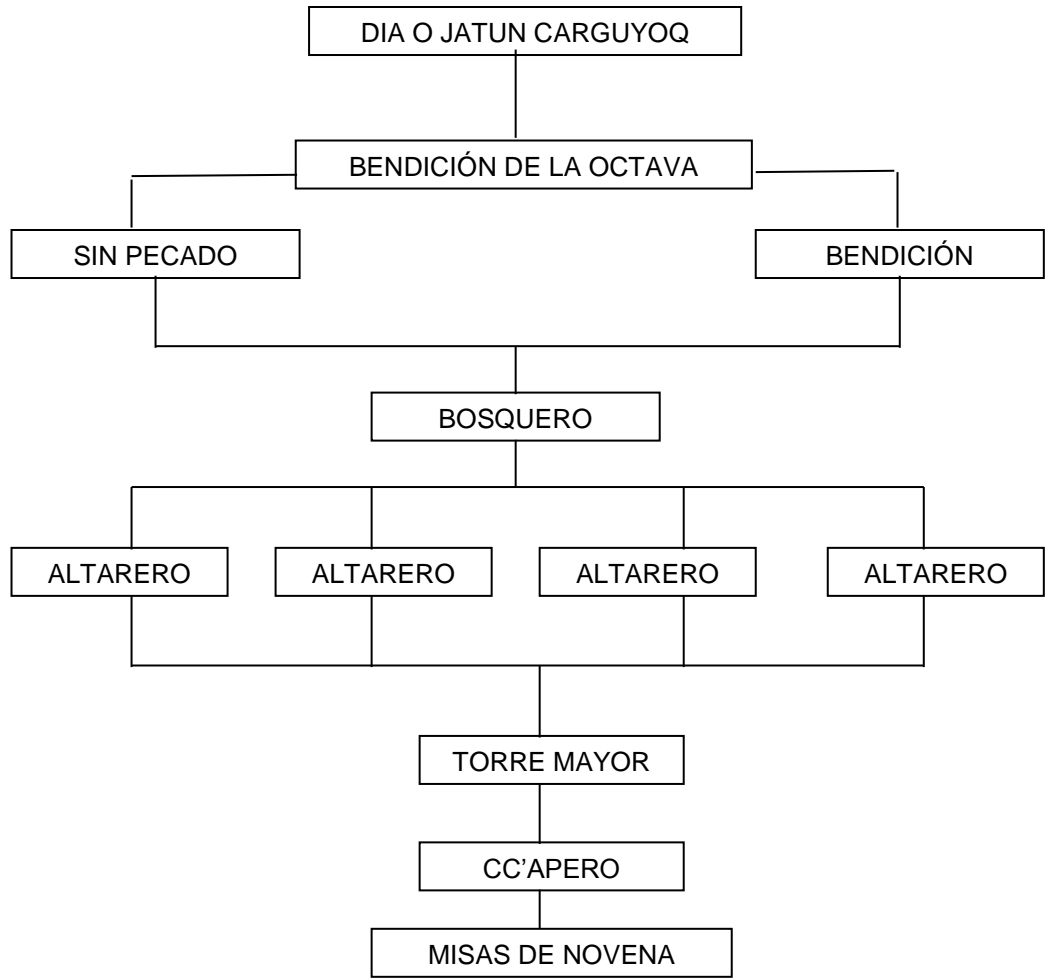 DIA O JATUN CARGUYOQ
BENDICIÓN DE LA OCTAVA
SIN PECADO
BENDICIÓN
BOSQUERO
ALTARERO
ALTARERO
ALTARERO
ALTARERO
TORRE MAYOR
CC’APERO
MISAS DE NOVENA